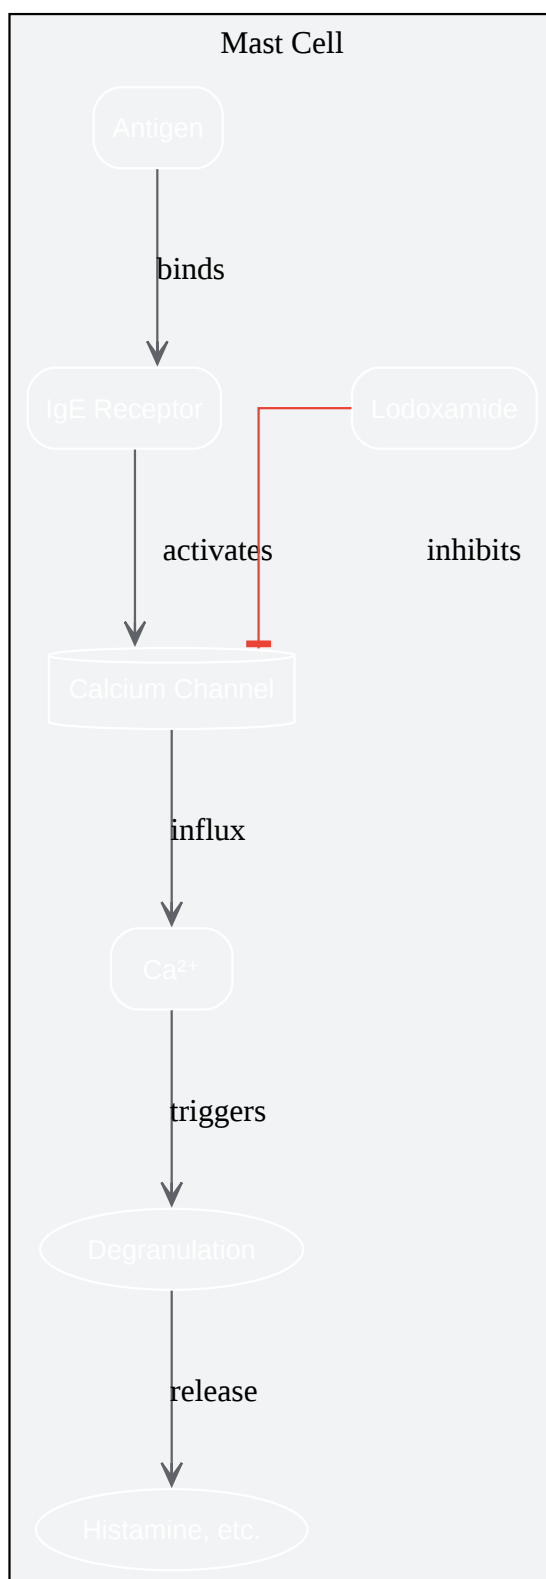 Mast Cell
Antigen
binds
IgE Receptor
Lodoxamide
activates
inhibits
Calcium Channel
influx
Ca²⁺
triggers
Degranulation
release
Histamine, etc.